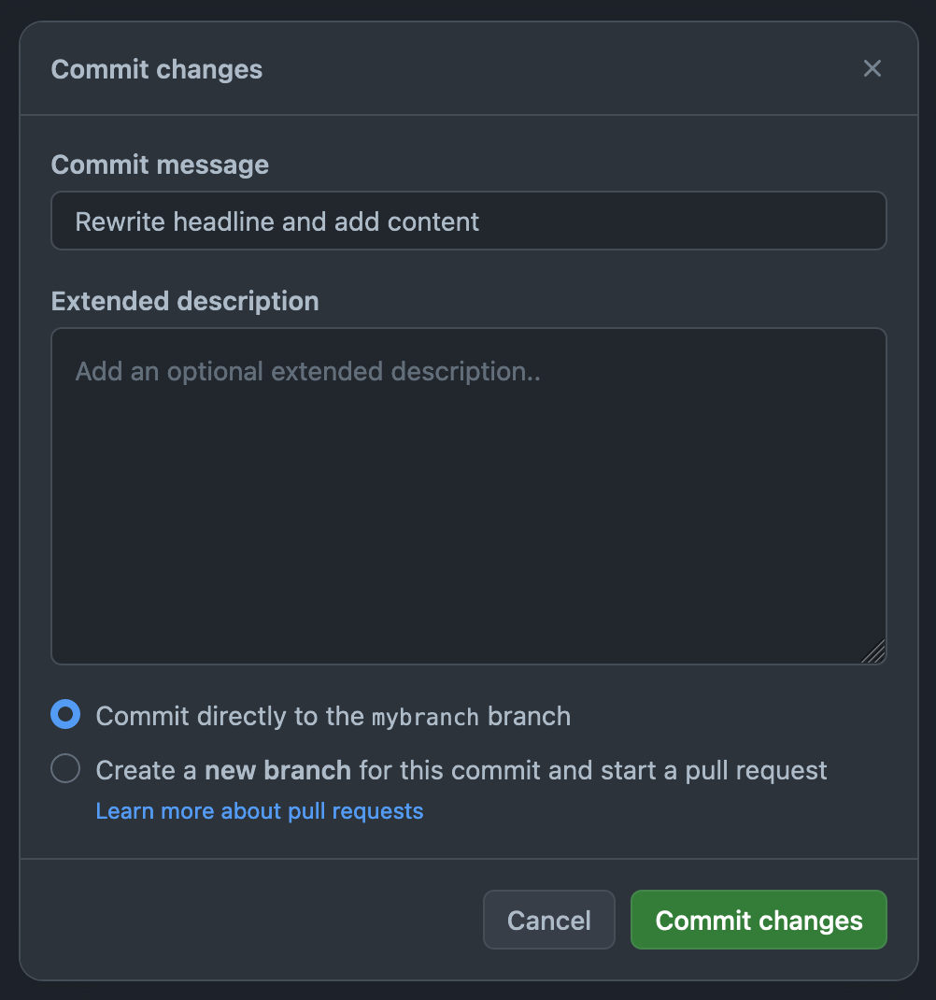 Commit changes
Commit message
Rewrite headline and add content
Extended description
Add an optional extended description..
Commit directly to the mybranch branch
Create a new branch for this commit and start a pull request
Learn more about pull requests
Cancel
Commit changes